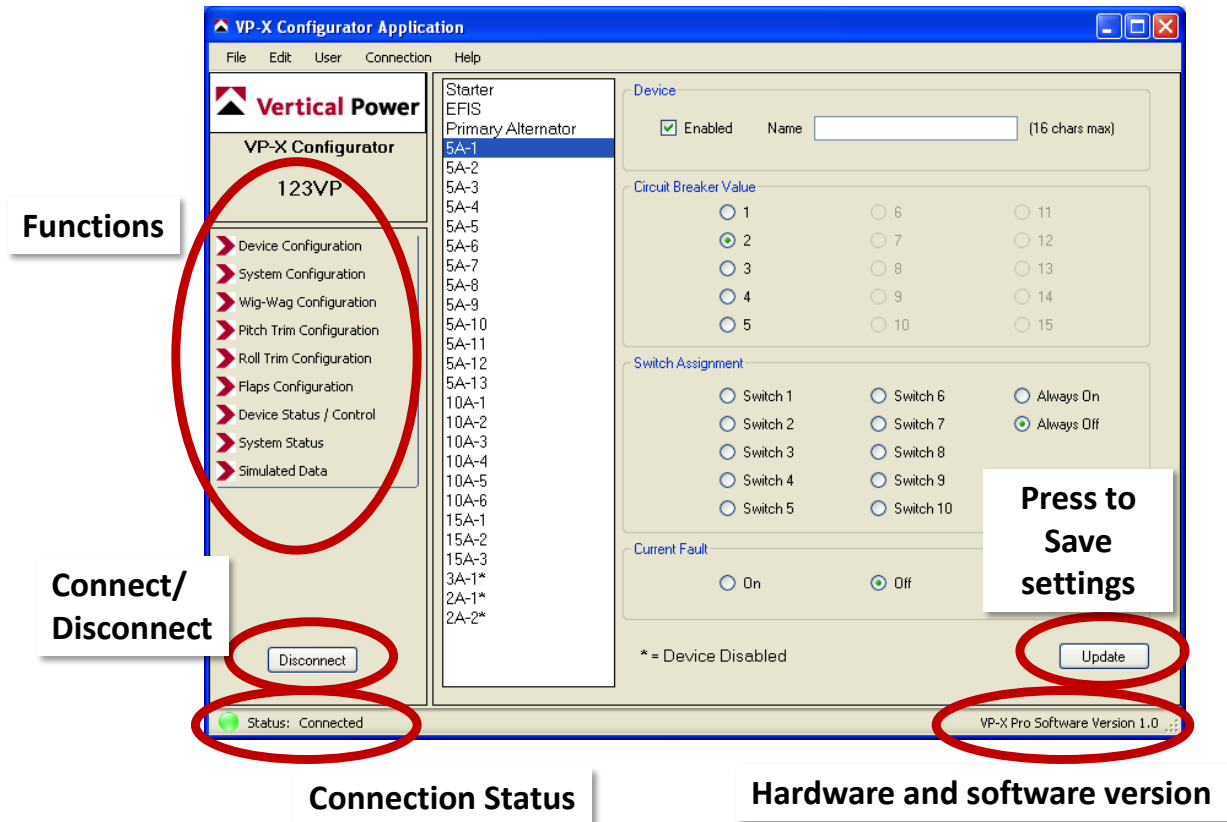 VP-X Configurator Application
File Edit User Connection Help
Vertical Power
VP-X Configurator
123VP
Functions
Device Configuration
System Configuration
Wig-Wag Configuration
Pitch Trim Configuration
Roll Trim Configuration
Flaps Configuration
Device Status / Control
System Status
Simulated Data
Connect/
Disconnect
Disconnect
Starter
EFIS
Primary Alternator
5A-1
5A-2
5A-3
5A-4
5A-5
5A-6
5A-7
5A-8
5A-9
5A-10
5A-11
5A-12
5A-13
10A-1
10A-2
10A-3
10A-4
10A-5
10A-6
15A-1
15A-2
15A-3
3A-1*
2A-1*
2A-2*
Device
Enabled Name (16 chars max)
Circuit Breaker Value
1 6 11
2 7 12
3 8 13
4 9 14
5 10 15
Switch Assignment
Switch 1 Switch 6 Always On
Switch 2 Switch 7 Always Off
Switch 3 Switch 8
Switch 4 Switch 9
Switch 5 Switch 10
Press to
Save
settings
Current Fault
On Off
* = Device Disabled
Update
Status: Connected
VP-X Pro Software Version 1.0
Connection Status
Hardware and software version